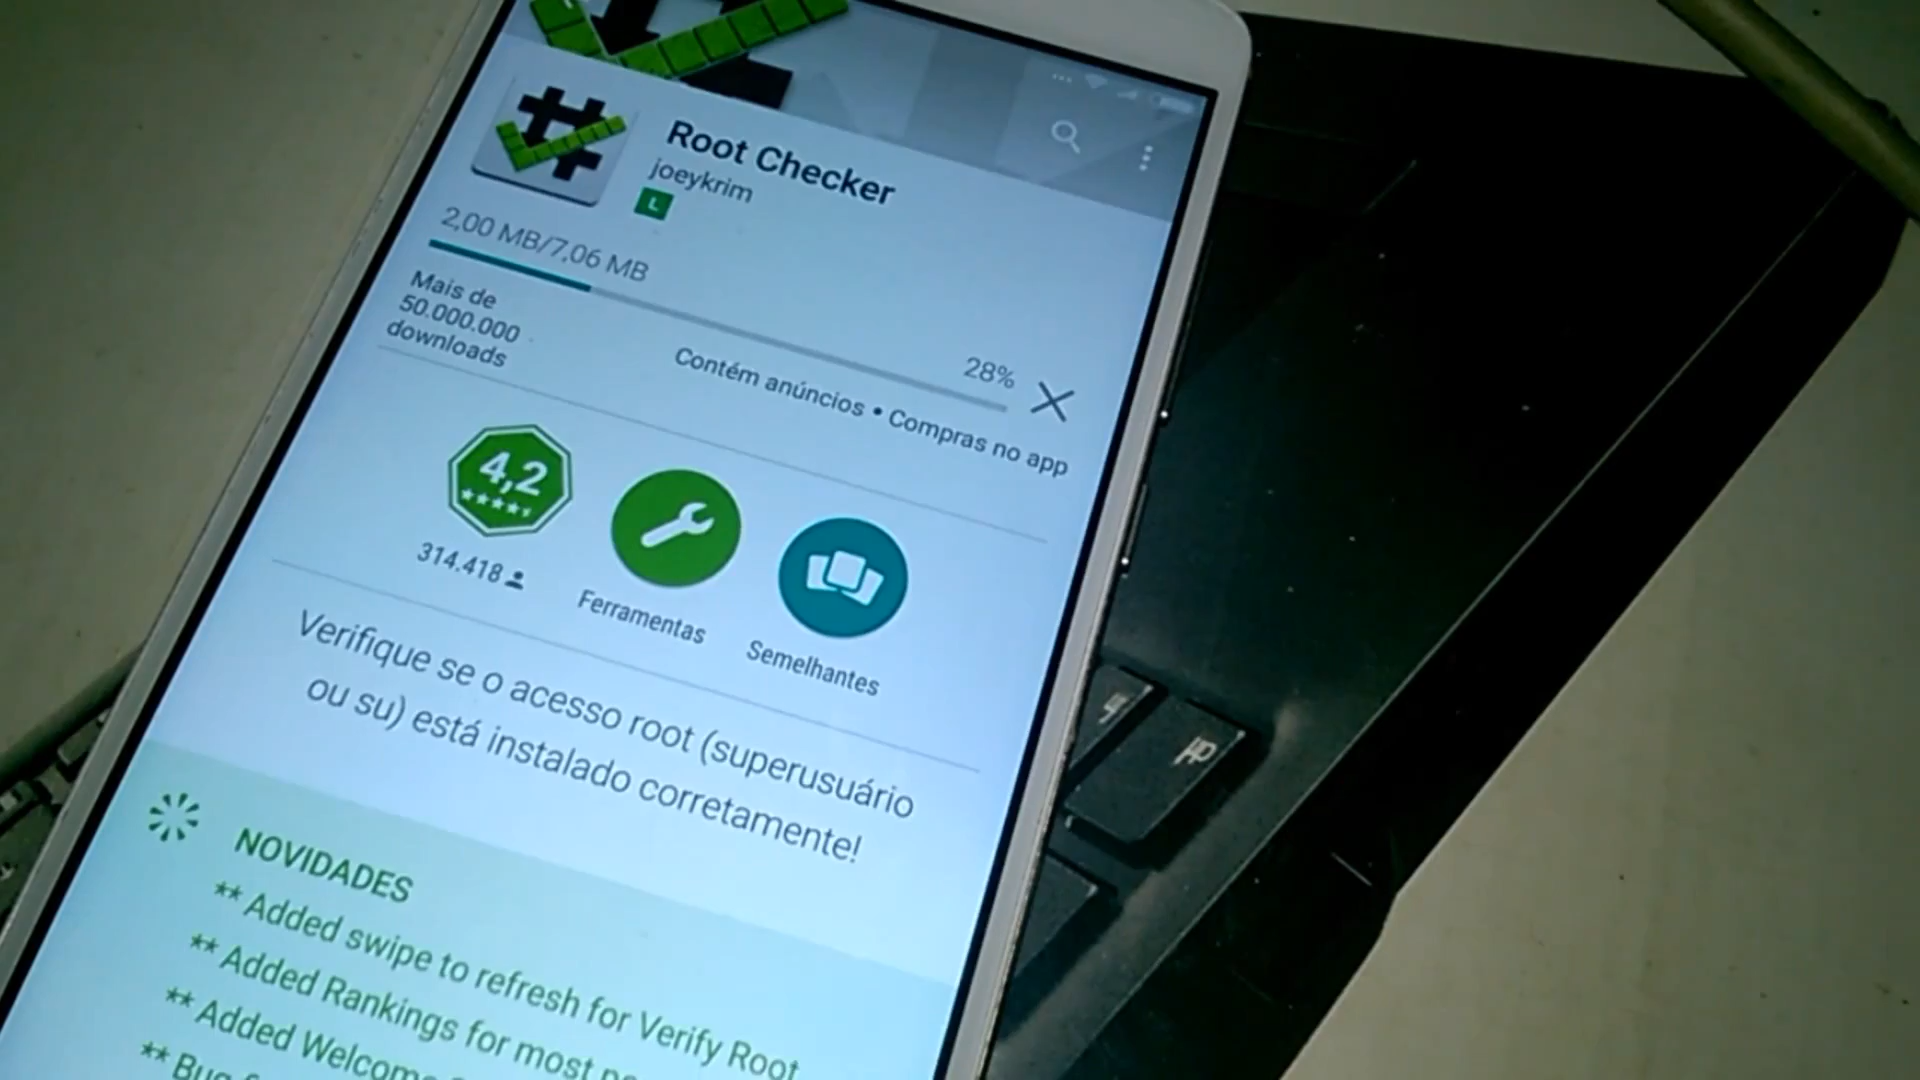 Root Checker
joeykrim
L
2,00 MB/7,06 MB
28%
Mais de
50.000.000
downloads
Contém anúncios • Compras no app
4,2
314.418
Ferramentas
Semelhantes
Verifique se o acesso root (superusuário
ou su) está instalado corretamente!
NOVIDADES
** Added swipe to refresh for Verify Root
** Added Rankings for most
** Added Welcome
** Bug